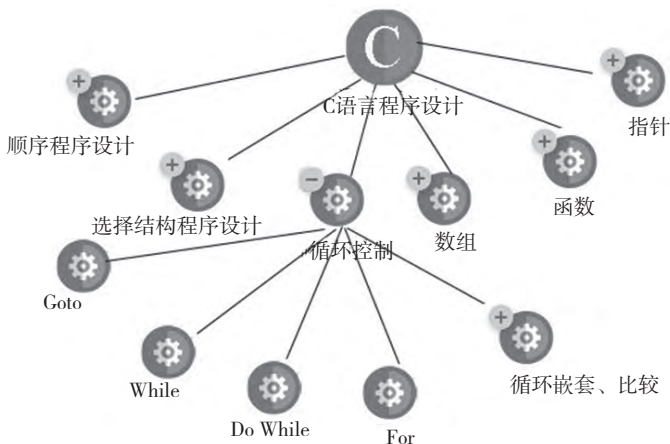 C
C语言程序设计
指针
顺序程序设计
函数
选择结构程序设计
循环控制
数组
Goto
循环嵌套、比较
While
Do While
For